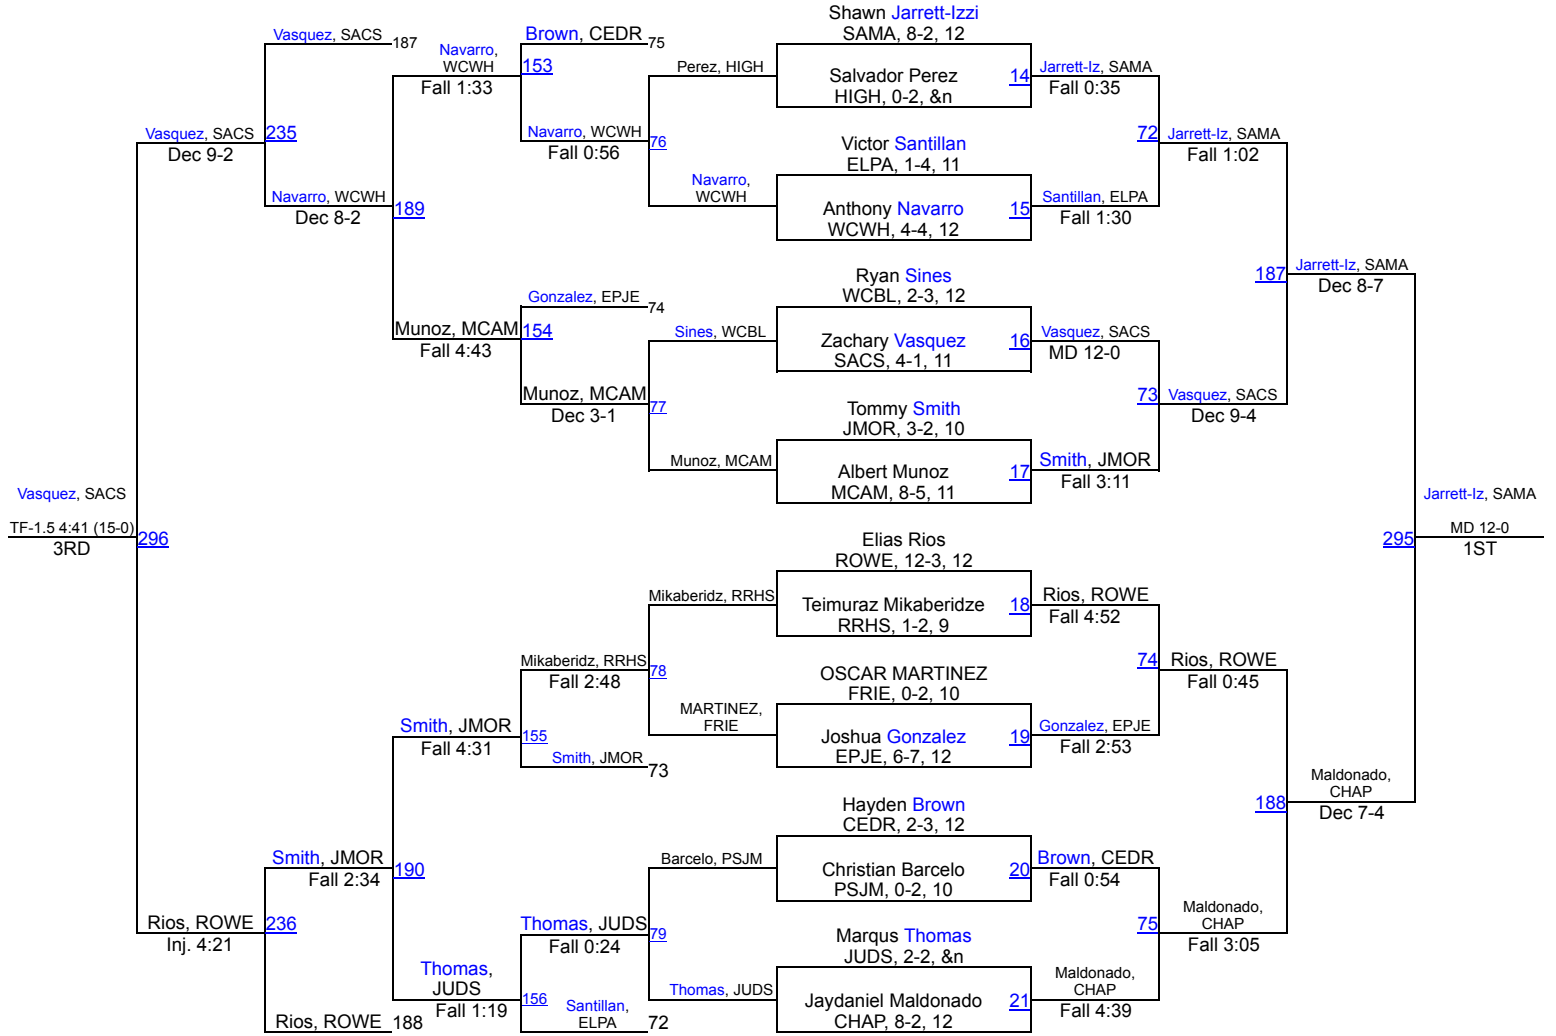 Vasquez, SACS
187
Navarro,
WCWH
Fall 1:33
Brown, CEDR
75
153
Perez, HIGH
Shawn Jarrett-Izzi
SAMA, 8-2, 12
Salvador Perez
HIGH, 0-2, &n
14
Jarrett-Iz, SAMA
Fall 0:35
Vasquez, SACS
Dec 9-2
235
Navarro, WCWH
Fall 0:56
76
Victor Santillan
ELPA, 1-4, 11
72
Jarrett-Iz, SAMA
Fall 1:02
Navarro, WCWH
Dec 8-2
189
Navarro,
WCWH
Anthony Navarro
WCWH, 4-4, 12
15
Santillan, ELPA
Fall 1:30
Ryan Sines
WCBL, 2-3, 12
187
Jarrett-Iz, SAMA
Dec 8-7
Gonzalez, EPJE
74
Munoz, MCAM
Fall 4:43
154
Sines, WCBL
Zachary Vasquez
SACS, 4-1, 11
16
Vasquez, SACS
MD 12-0
Munoz, MCAM
Dec 3-1
77
Tommy Smith
JMOR, 3-2, 10
73
Vasquez, SACS
Dec 9-4
Munoz, MCAM
Albert Munoz
MCAM, 8-5, 11
17
Smith, JMOR
Fall 3:11
Vasquez, SACS
TF-1.5 4:41 (15-0)
3RD
296
Jarrett-Iz, SAMA
295
MD 12-0
1ST
Elias Rios
ROWE, 12-3, 12
Mikaberidz, RRHS
Teimuraz Mikaberidze
RRHS, 1-2, 9
18
Rios, ROWE
Fall 4:52
Mikaberidz, RRHS
Fall 2:48
78
OSCAR MARTINEZ
FRIE, 0-2, 10
74
Rios, ROWE
Fall 0:45
MARTINEZ,
FRIE
Smith, JMOR
Fall 4:31
155
Joshua Gonzalez
EPJE, 6-7, 12
19
Gonzalez, EPJE
Fall 2:53
Smith, JMOR
73
Hayden Brown
CEDR, 2-3, 12
188
Maldonado,
CHAP
Dec 7-4
Smith, JMOR
Fall 2:34
190
Barcelo, PSJM
Christian Barcelo
PSJM, 0-2, 10
20
Brown, CEDR
Fall 0:54
Rios, ROWE
Inj. 4:21
236
Thomas, JUDS
Fall 0:24
79
Marqus Thomas
JUDS, 2-2, &n
75
Maldonado,
CHAP
Fall 3:05
Thomas,
JUDS
Fall 1:19
156
Thomas, JUDS
Jaydaniel Maldonado
CHAP, 8-2, 12
21
Maldonado,
CHAP
Fall 4:39
Santillan,
ELPA
72
Rios, ROWE
188